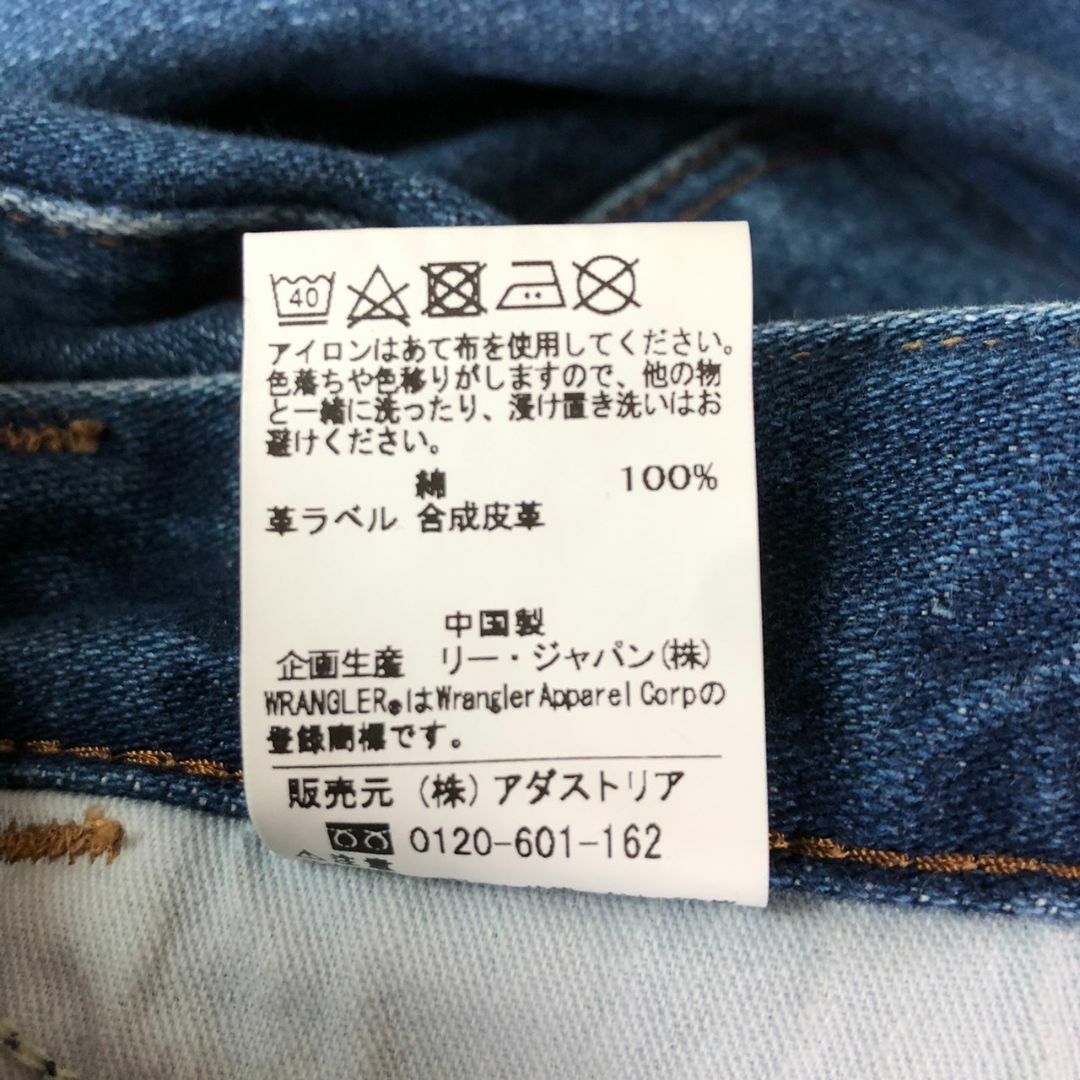 40
アイロンはあて布を使用してください。
色落ちや色移りがしますので、他の物
と一緒に洗ったり、浸け置き洗いはお
避けください。
綿 100%
革ラベル 合成皮革
中国製
企画生産 リー・ジャパン(株)
WRANGLER®はWrangler Apparel Corpの
登録商標です。
販売元 (株)アダストリア
0120-601-162
⚠注意